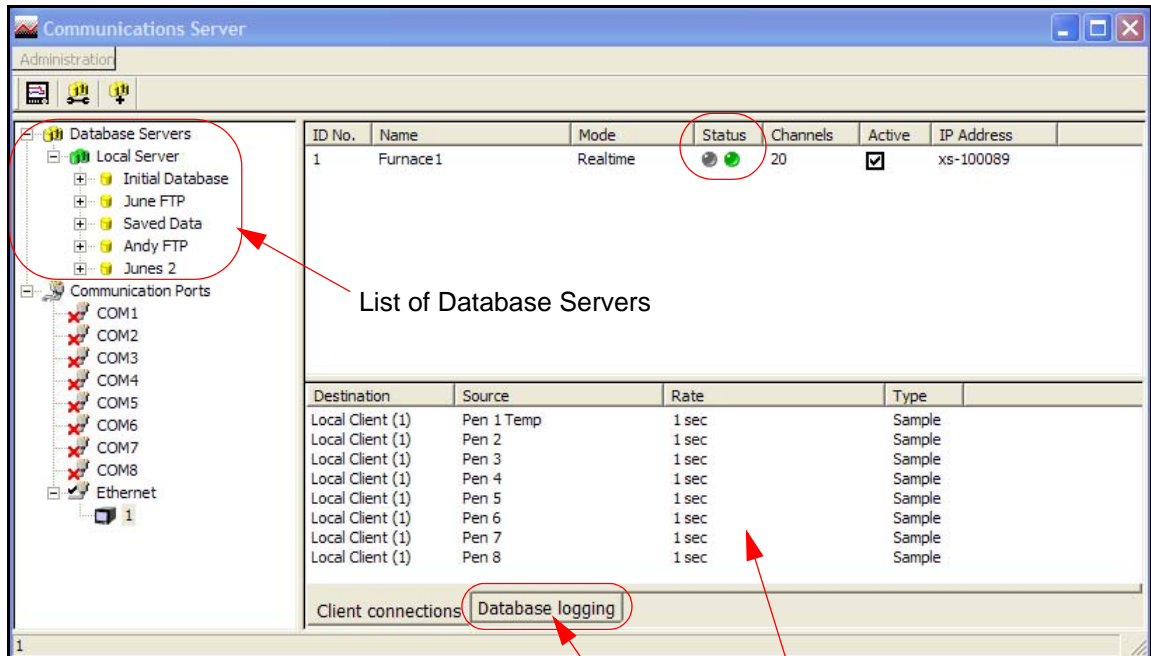 Communications Server
Administration
Database Servers
Local Server
Initial Database
June FTP
Saved Data
Andy FTP
Junes 2
Communication Ports
COM1
COM2
COM3
COM4
COM5
COM6
COM7
COM8
Ethernet
1
ID No. Name Mode Status Channels Active IP Address
1 Furnace1 Realtime 20 xs-100089
List of Database Servers
Destination Source Rate Type
Local Client (1) Pen 1 Temp 1 sec Sample
Local Client (1) Pen 2 1 sec Sample
Local Client (1) Pen 3 1 sec Sample
Local Client (1) Pen 4 1 sec Sample
Local Client (1) Pen 5 1 sec Sample
Local Client (1) Pen 6 1 sec Sample
Local Client (1) Pen 7 1 sec Sample
Local Client (1) Pen 8 1 sec Sample
Client connections Database logging
1